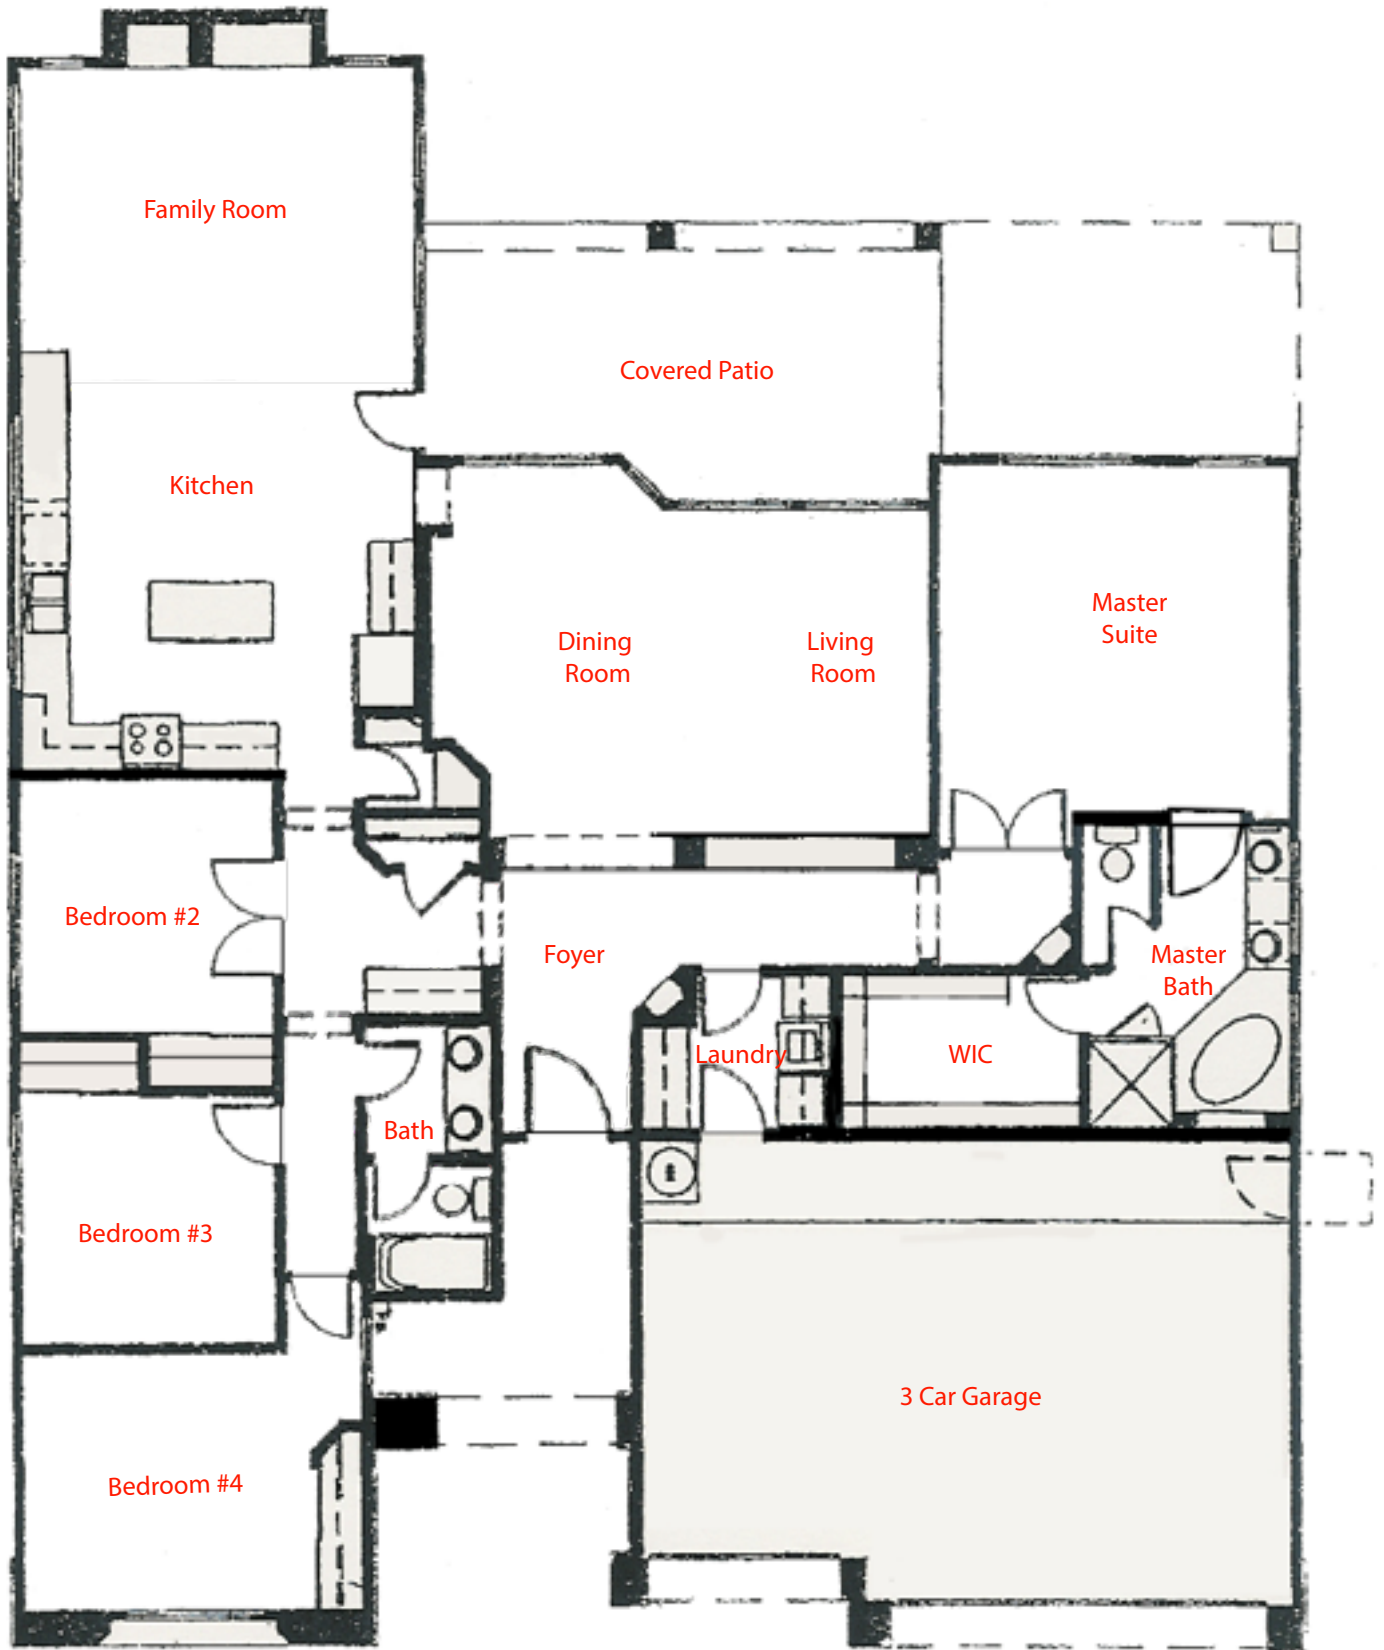 Family Room
Covered Patio
Kitchen
Master
Suite
Dining
Room
Living
Room
Bedroom #2
Foyer
Master
Bath
Laundry
WIC
Bath
Bedroom #3
3 Car Garage
Bedroom #4